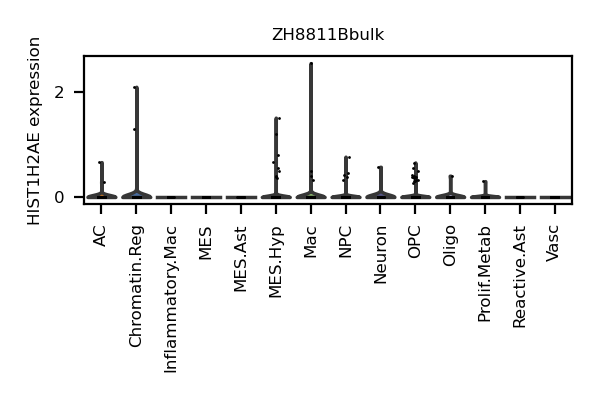 ZH8811Bbulk
HIST1H2AE expression
2
0
AC
Chromatin.Reg
Inflammatory.Mac
MES
MES.Ast
MES.Hyp
Mac
NPC
Neuron
OPC
Oligo
Prolif.Metab
Reactive.Ast
Vasc